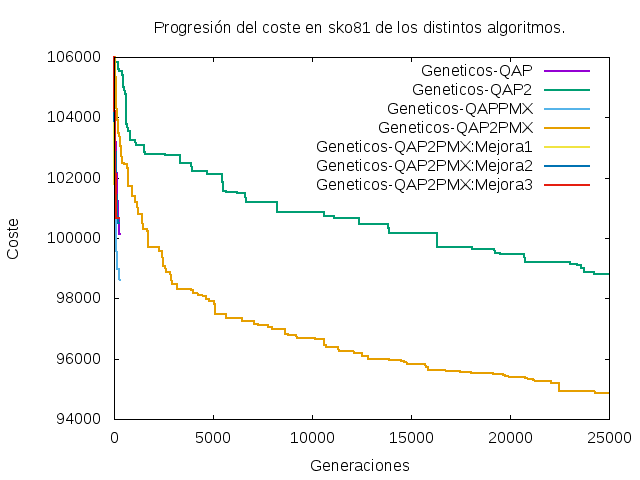 Progresión del coste en sko81 de los distintos algoritmos.
106000
104000
102000
100000
98000
96000
94000
Coste
Geneticos-QAP
Geneticos-QAP2
Geneticos-QAPPMX
Geneticos-QAP2PMX
Geneticos-QAP2PMX:Mejora1
Geneticos-QAP2PMX:Mejora2
Geneticos-QAP2PMX:Mejora3
0 5000 10000 15000 20000 25000
Generaciones